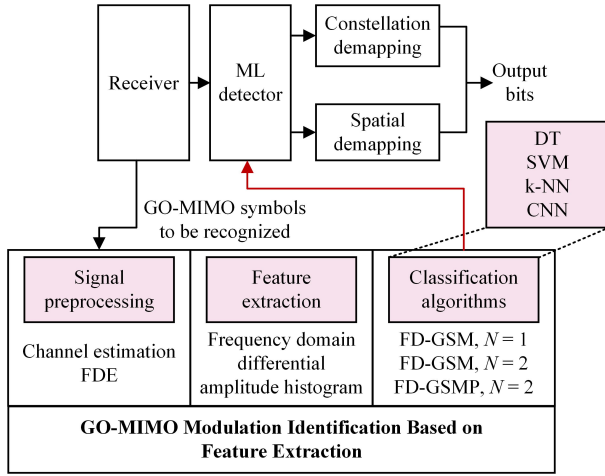 Receiver
ML
detector
Constellation
demapping
Spatial
demapping
Output
bits
DT
SVM
k-NN
CNN
GO-MIMO symbols
to be recognized
Signal
preprocessing
Channel estimation
FDE
Feature
extraction
Frequency domain
differential
amplitude histogram
Classification
algorithms
FD-GSM, N = 1
FD-GSM, N = 2
FD-GSMP, N = 2
GO-MIMO Modulation Identification Based on
Feature Extraction